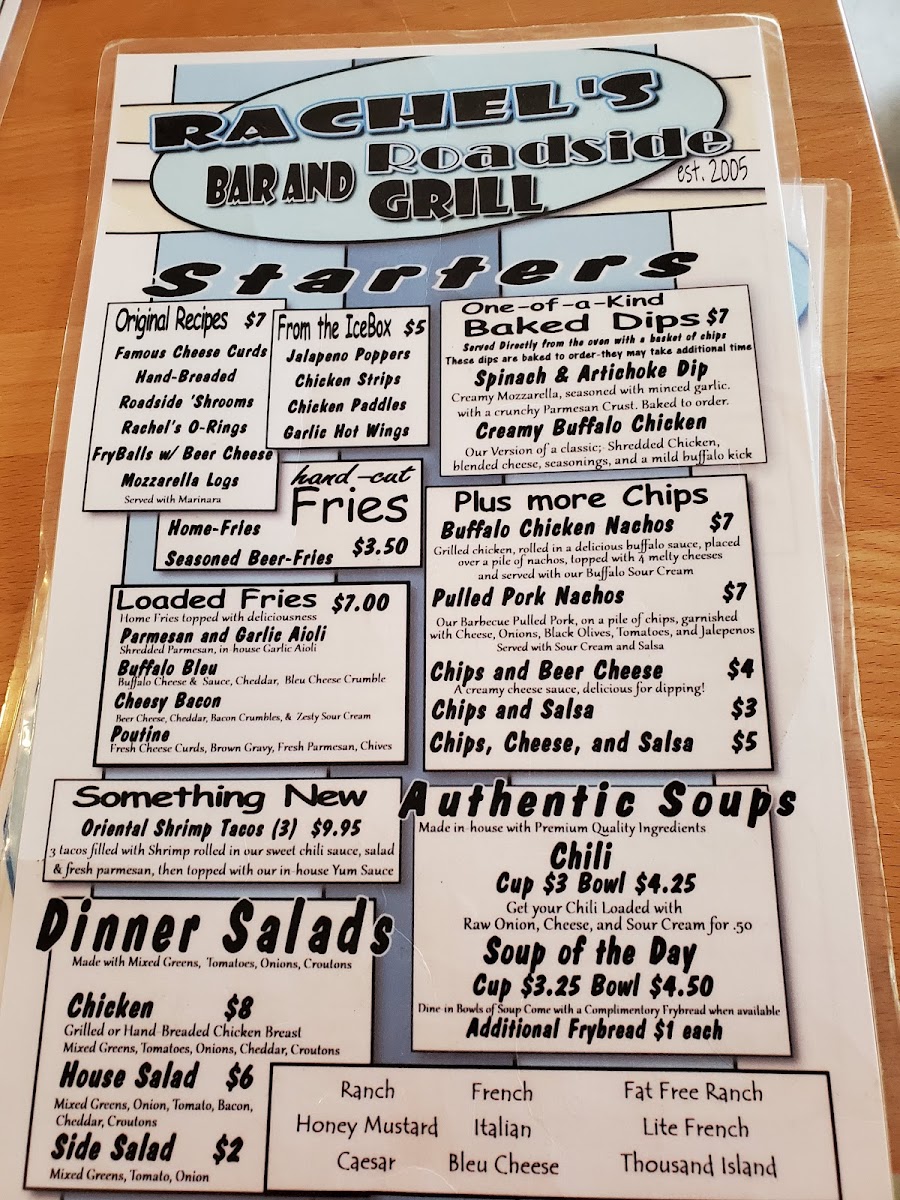 RACHEL'S
BAR AND Roadside
GRILL
est. 2005
Starters
Original Recipes $7
Famous Cheese Curds
Hand-Breaded
Roadside 'Shrooms
Rachel's O-Rings
FryBalls w/ Beer Cheese
Mozzarella Logs
Served with Marinara
From the IceBox $5
Jalapeno Poppers
Chicken Strips
Chicken Paddles
Garlic Hot Wings
One-of-a-Kind
Baked Dips $7
Served Directly from the oven with a basket of chips
These dips are baked to order-they may take additional time
Spinach & Artichoke Dip
Creamy Mozzarella, seasoned with minced garlic.
with a crunchy Parmesan Crust. Baked to order.
Creamy Buffalo Chicken
Our Version of a classic; Shredded Chicken,
blended cheese, seasonings, and a mild buffalo kick
hand-cut
Fries
Home-Fries
Seasoned Beer-Fries $3.50
Plus more Chips
Buffalo Chicken Nachos $7
Grilled chicken, rolled in a delicious buffalo sauce, placed
over a pile of nachos, topped with 4 melty cheeses
and served with our Buffalo Sour Cream
Pulled Pork Nachos $7
Our Barbecue Pulled Pork, on a pile of chips, garnished
with Cheese, Onions, Black Olives, Tomatoes, and Jalepenos
Served with Sour Cream and Salsa
Chips and Beer Cheese $4
A creamy cheese sauce, delicious for dipping!
Chips and Salsa $3
Chips, Cheese, and Salsa $5
Loaded Fries $7.00
Home Fries topped with deliciousness
Parmesan and Garlic Aioli
Shredded Parmesan, in-house Garlic Aioli
Buffalo Bleu
Buffalo Cheese & Sauce, Cheddar, Bleu Cheese Crumble
Cheesy Bacon
Beer Cheese, Cheddar, Bacon Crumbles, & Zesty Sour Cream
Poutine
Fresh Cheese Curds, Brown Gravy, Fresh Parmesan, Chives
Something New
Oriental Shrimp Tacos (3) $9.95
3 tacos filled with Shrimp rolled in our sweet chili sauce, salad
& fresh parmesan, then topped with our in-house Yum Sauce
Authentic Soups
Made in-house with Premium Quality Ingredients
Chili
Cup $3 Bowl $4.25
Get your Chili Loaded with
Raw Onion, Cheese, and Sour Cream for .50
Soup of the Day
Cup $3.25 Bowl $4.50
Dine in Bowls of Soup Come with a Complimentory Frybread when available
Additional Frybread $1 each
Dinner Salads
Made with Mixed Greens, Tomatoes, Onions, Croutons
Chicken $8
Grilled or Hand-Breaded Chicken Breast
Mixed Greens, Tomatoes, Onions, Cheddar, Croutons
House Salad $6
Mixed Greens, Onion, Tomato, Bacon,
Cheddar, Croutons
Side Salad $2
Mixed Greens, Tomato, Onion
Ranch French Fat Free Ranch
Honey Mustard Italian Lite French
Caesar Bleu Cheese Thousand Island